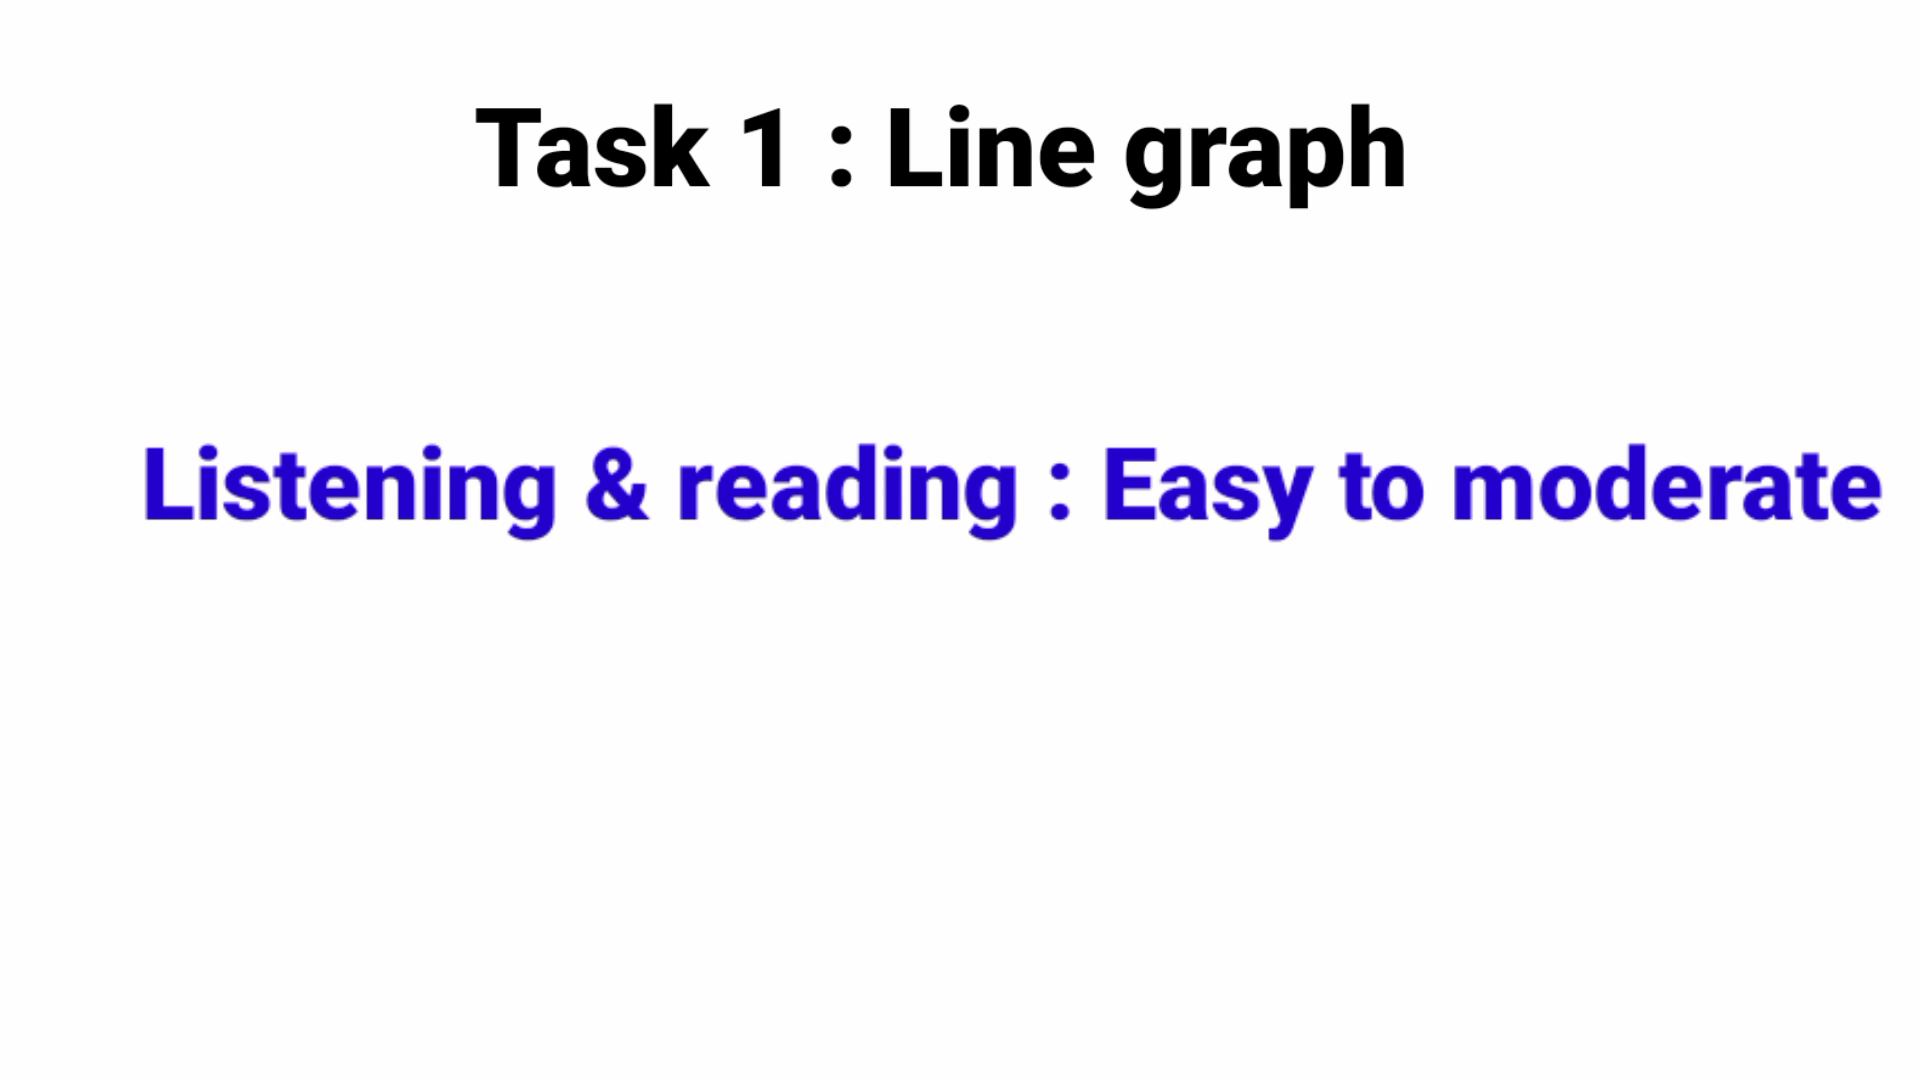 Task 1 : Line graph
Listening & reading : Easy to moderate